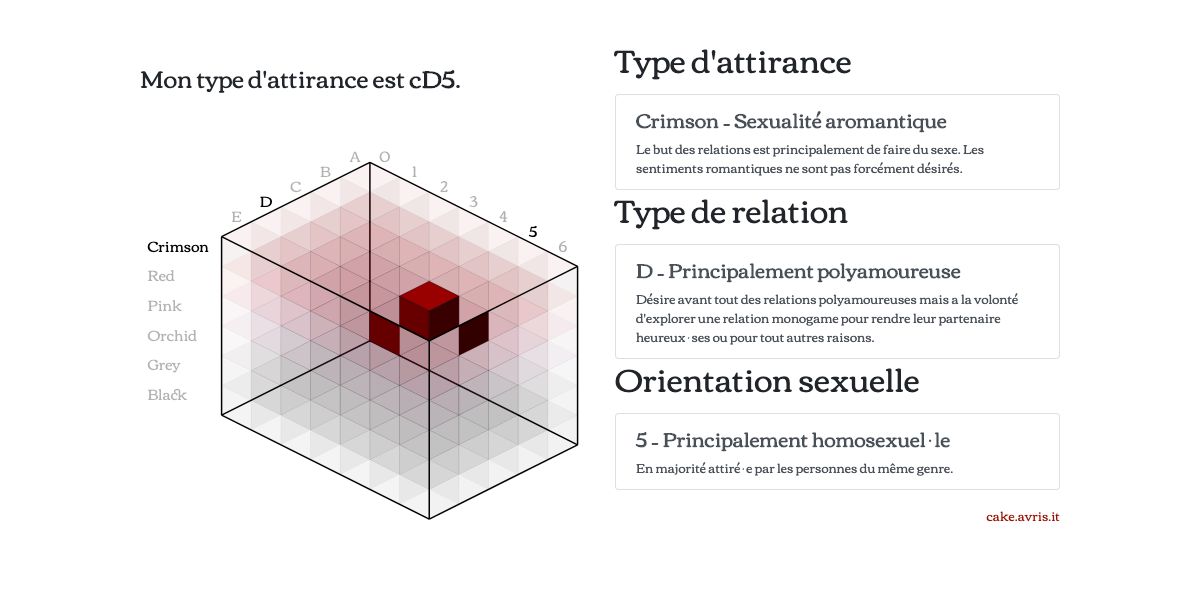 Mon type d'attirance est cD5.
A
O
B
1
C
2
D
3
E
4
5
6
Crimson
Red
Pink
Orchid
Grey
Black
Type d'attirance
Crimson - Sexualité aromantique
Le but des relations est principalement de faire du sexe. Les
sentiments romantiques ne sont pas forcément désirés.
Type de relation
D - Principalement polyamoureuse
Désire avant tout des relations polyamoureuses mais a la volonté
d'explorer une relation monogame pour rendre leur partenaire
heureux·ses ou pour tout autres raisons.
Orientation sexuelle
5 - Principalement homosexuel·le
En majorité attiré·e par les personnes du même genre.
cake.avris.it